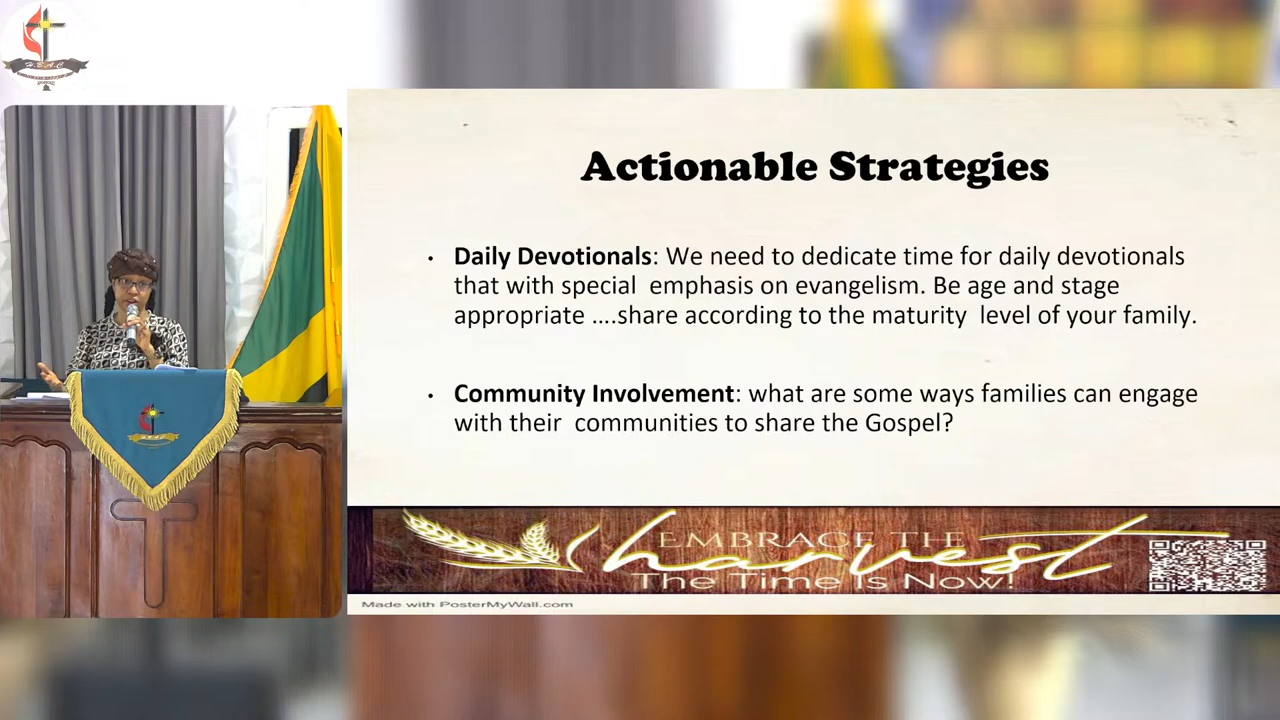 H.B.A.C
Actionable Strategies
• Daily Devotionals: We need to dedicate time for daily devotionals
that with special emphasis on evangelism. Be age and stage
appropriate ....share according to the maturity level of your family.
• Community Involvement: what are some ways families can engage
with their communities to share the Gospel?
EMBRACE THE
harvest
The Time Is Now!
Made with PosterMyWall.com